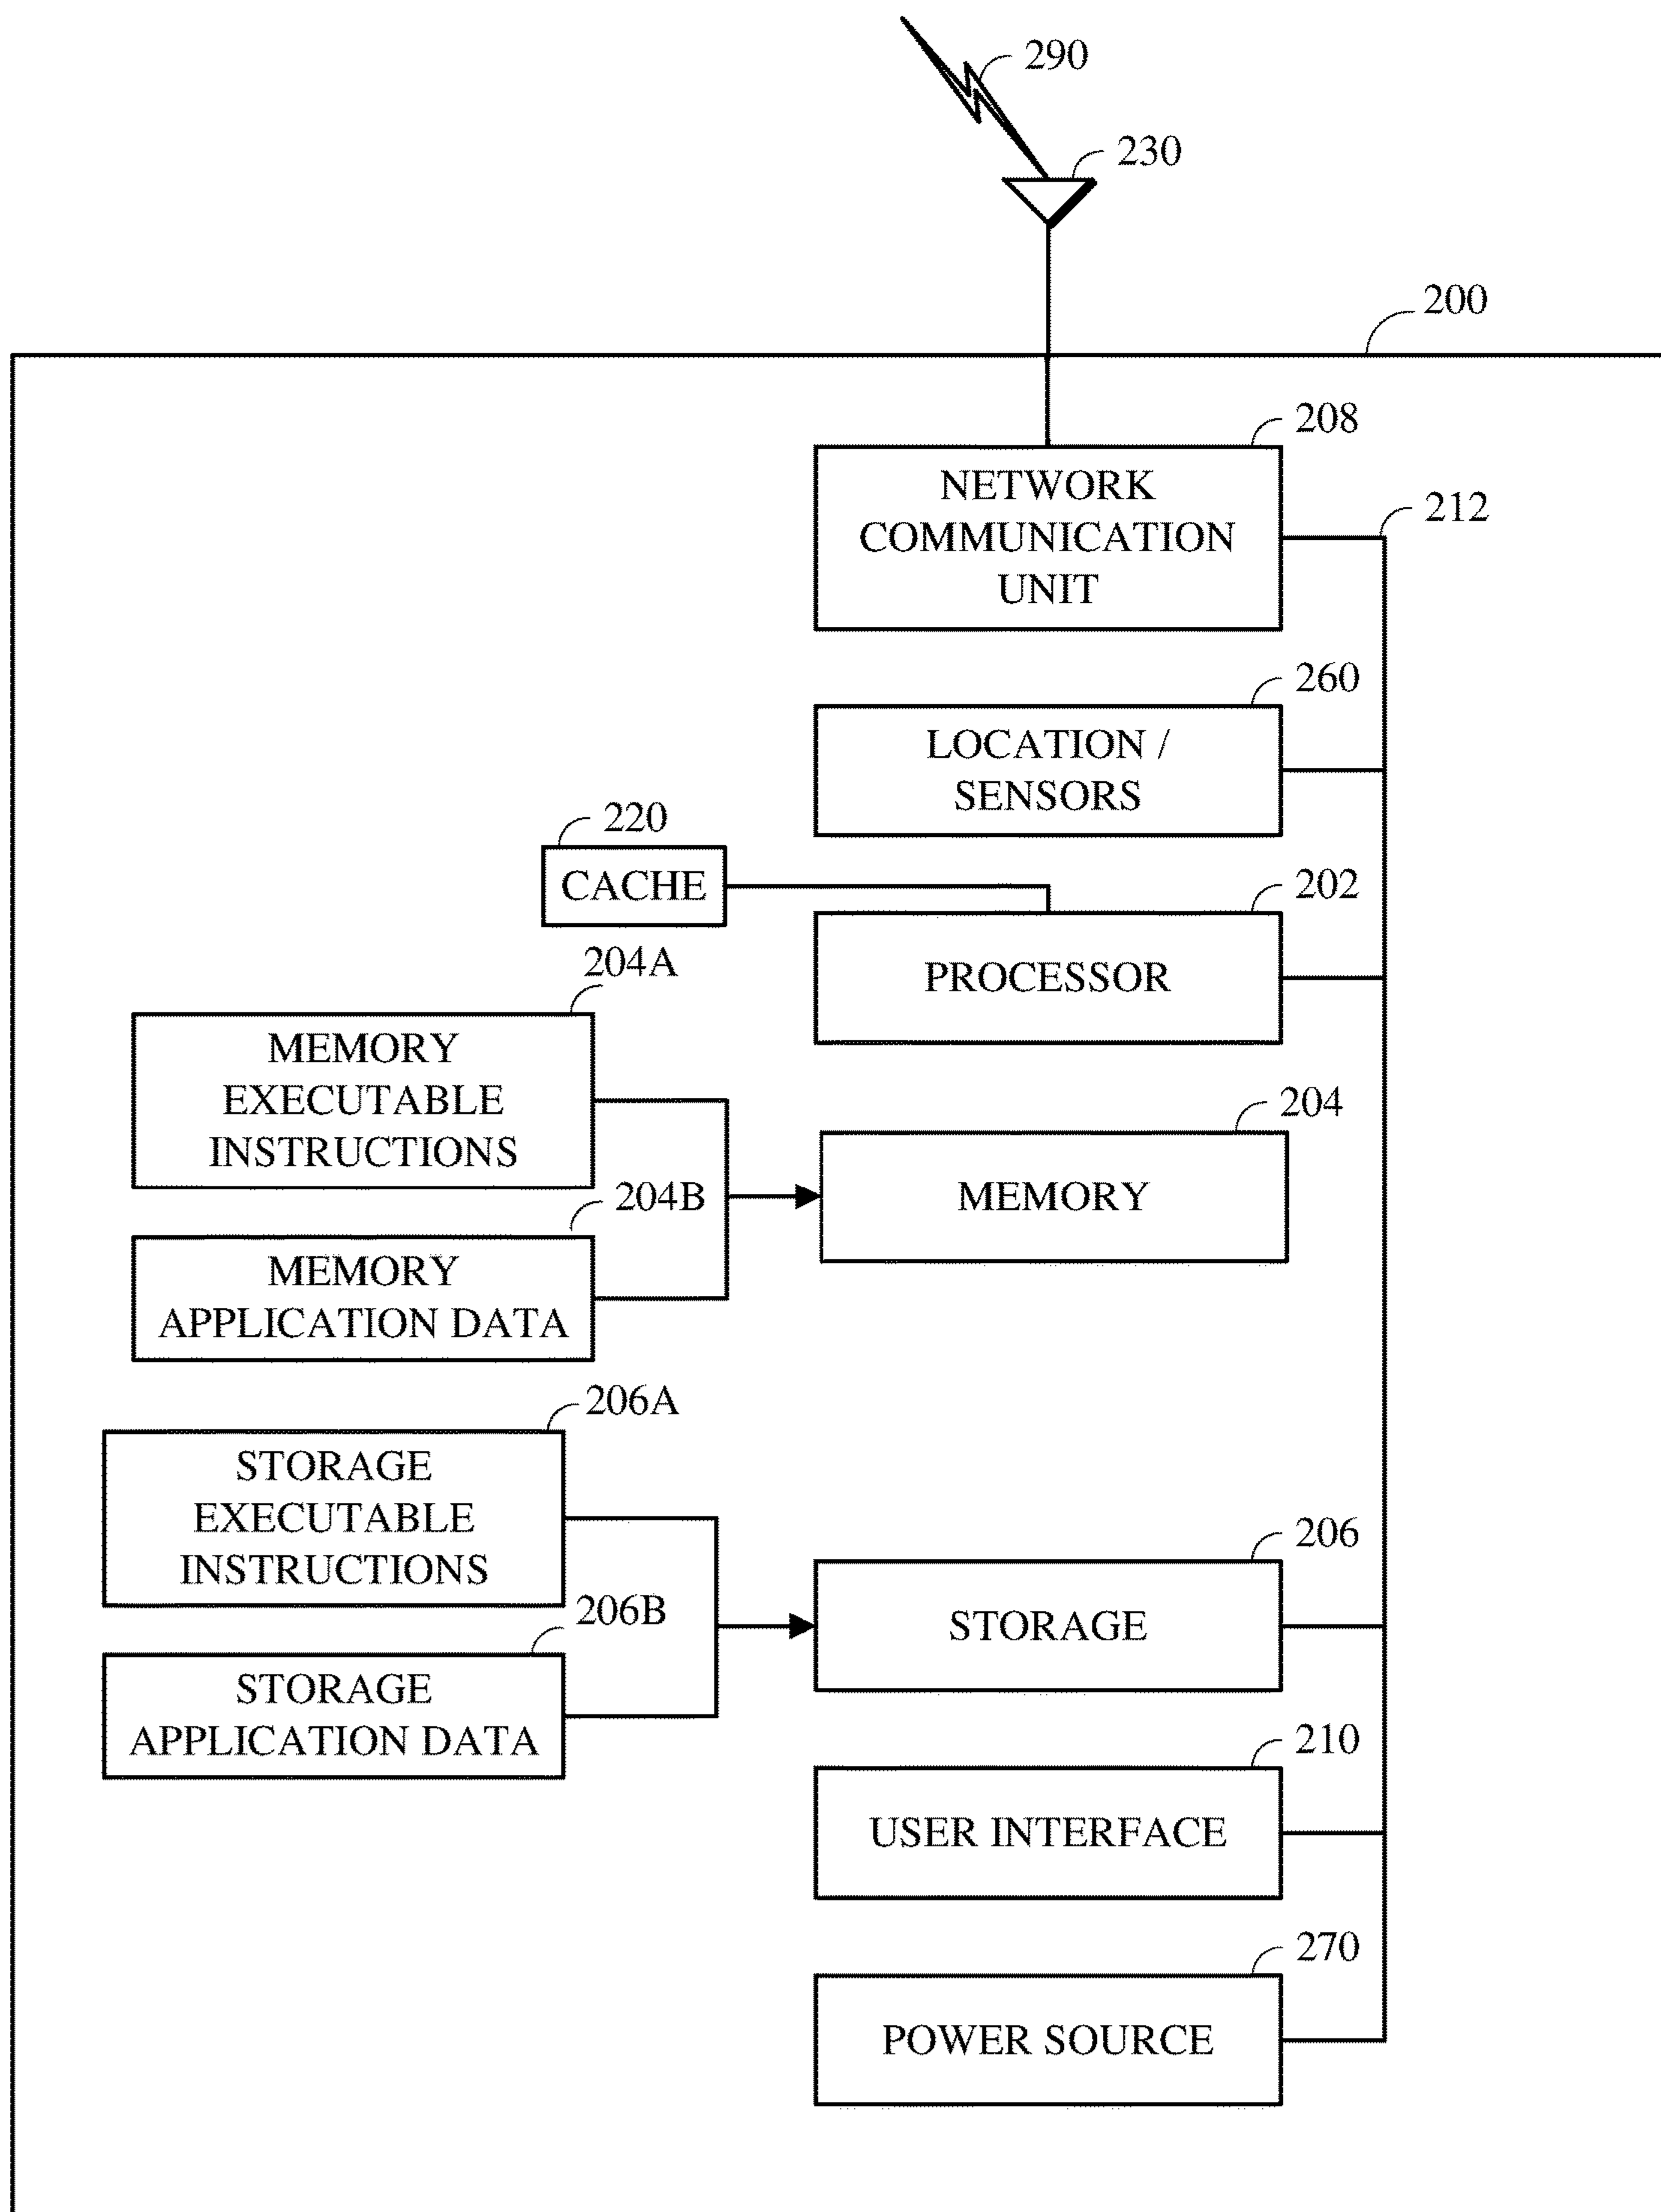 290
230
200
208
NETWORK
COMMUNICATION
UNIT
212
260
LOCATION /
SENSORS
220
CACHE
202
PROCESSOR
204A
MEMORY
EXECUTABLE
INSTRUCTIONS
204
MEMORY
204B
MEMORY
APPLICATION DATA
206A
STORAGE
EXECUTABLE
INSTRUCTIONS
206
STORAGE
206B
STORAGE
APPLICATION DATA
210
USER INTERFACE
270
POWER SOURCE